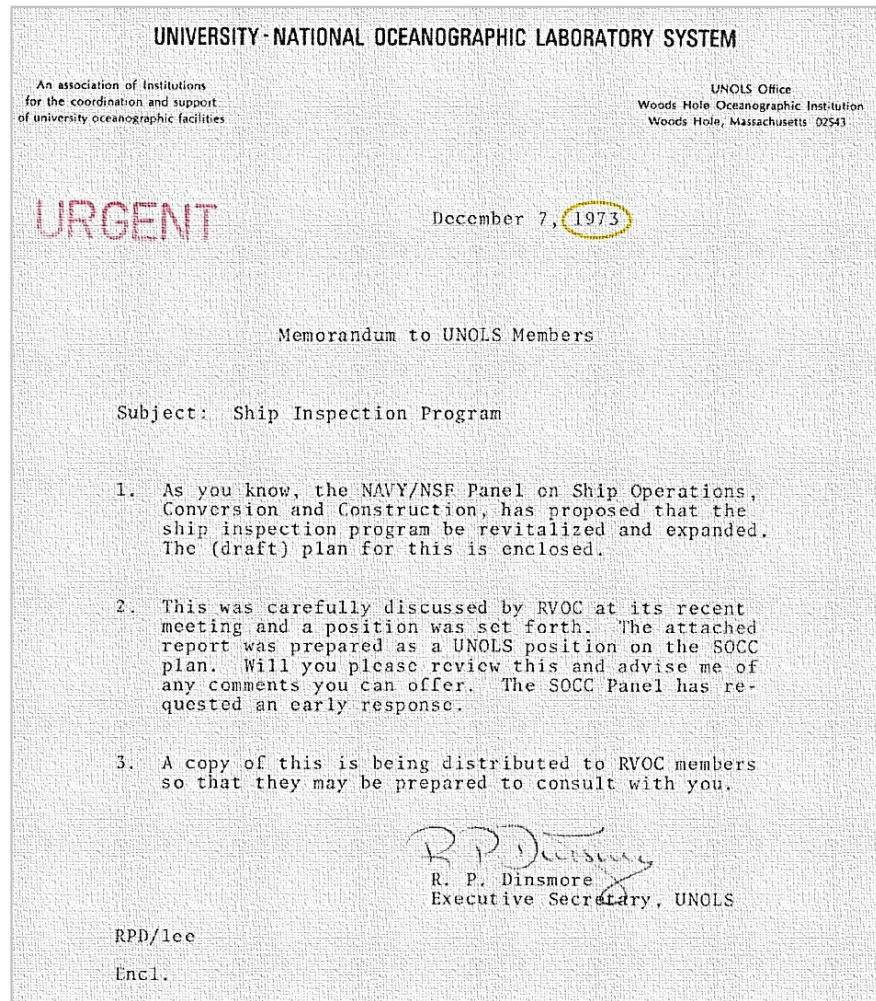 UNIVERSITY - NATIONAL OCEANOGRAPHIC LABORATORY SYSTEM
An association of Institutions
for the coordination and support
of university oceanographic facilities
UNOLS Office
Woods Hole Oceanographic Institution
Woods Hole, Massachusetts 02543
URGENT
December 7, 1973
Memorandum to UNOLS Members
Subject: Ship Inspection Program
1. As you know, the NAVY/NSF Panel on Ship Operations,
Conversion and Construction, has proposed that the
ship inspection program be revitalized and expanded.
The (draft) plan for this is enclosed.
2. This was carefully discussed by RVOC at its recent
meeting and a position was set forth. The attached
report was prepared as a UNOLS position on the SOCC
plan. Will you please review this and advise me of
any comments you can offer. The SOCC Panel has re-
quested an early response.
3. A copy of this is being distributed to RVOC members
so that they may be prepared to consult with you.
R P Dinsmore
R. P. Dinsmore
Executive Secretary, UNOLS
RPD/lee
Encl.